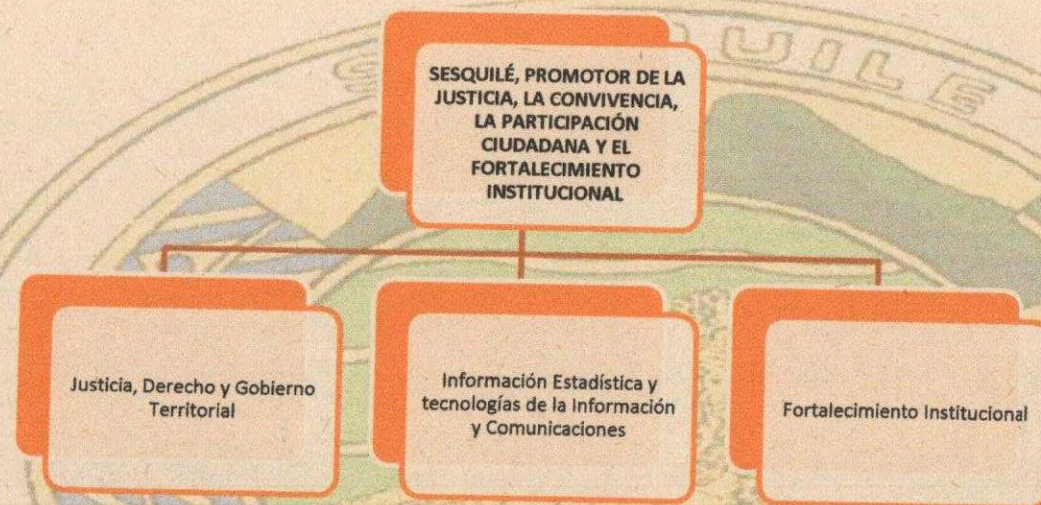 SESQUILÉ, PROMOTOR DE LA
JUSTICIA, LA CONVIVENCIA,
LA PARTICIPACIÓN
CIUDADANA Y EL
FORTALECIMIENTO
INSTITUCIONAL
Justicia, Derecho y Gobierno
Territorial
Información Estadística y
tecnologías de la Información
y Comunicaciones
Fortalecimiento Institucional